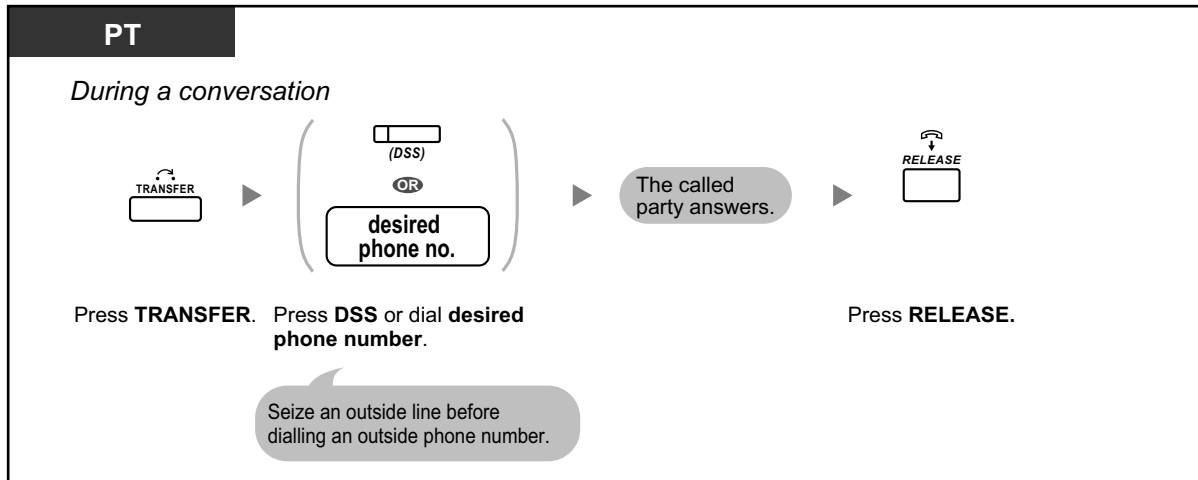 PT
During a conversation
TRANSFER
(DSS)
OR
desired
phone no.
The called
party answers.
RELEASE
Press TRANSFER.
Press DSS or dial desired
phone number.
Press RELEASE.
Seize an outside line before
dialling an outside phone number.